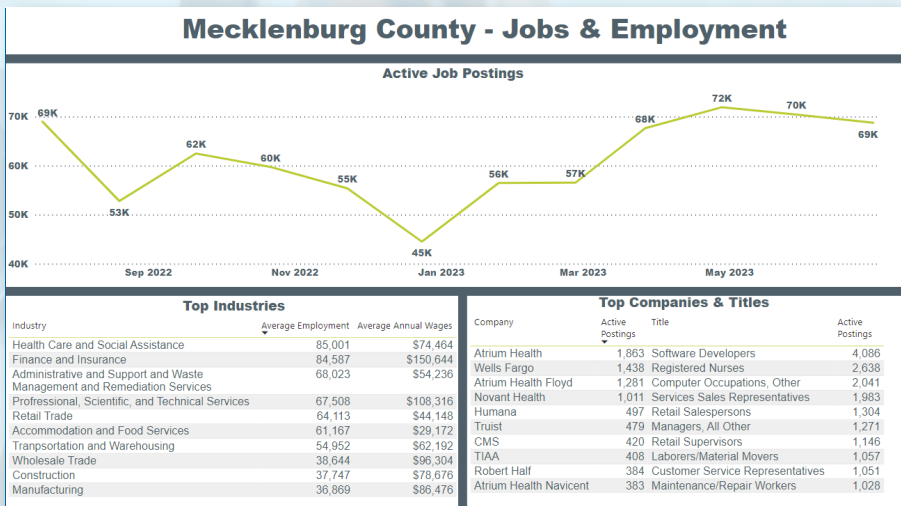 Mecklenburg County - Jobs & Employment
Active Job Postings
70K
60K
50K
40K
69K
53K
62K
60K
55K
45K
56K
57K
68K
72K
70K
69K
Sep 2022 Nov 2022 Jan 2023 Mar 2023 May 2023
Top Industries
Industry Average Employment Average Annual Wages
Health Care and Social Assistance 85,001 $74,464
Finance and Insurance 84,587 $150,644
Administrative and Support and Waste 68,023 $54,236
Management and Remediation Services
Profressional, Scientific, and Technical Services 67,508 $108,316
Retail Trade 64,113 $44,148
Accommodation and Food Services 61,167 $29,172
Tranpsortation and Warehousing 54,952 $62,192
Wholesale Trade 38,644 $96,304
Construction 37,747 $78,676
Manufacturing 36,869 $86,476
Top Companies & Titles
Company Active Title Active
Postings Postings
Atrium Health 1,863 Software Developers 4,086
Wells Fargo 1,438 Registered Nurses 2,638
Atrium Health Floyd 1,281 Computer Occupations, Other 2,041
Novant Health 1,011 Services Sales Representatives 1,983
Humana 497 Retail Salespersons 1,304
Truist 479 Managers, All Other 1,271
CMS 420 Retail Supervisors 1,146
TIAA 408 Laborers/Material Movers 1,057
Robert Half 384 Customer Service Representatives 1,051
Atrium Health Navicent 383 Maintenance/Repair Workers 1,028